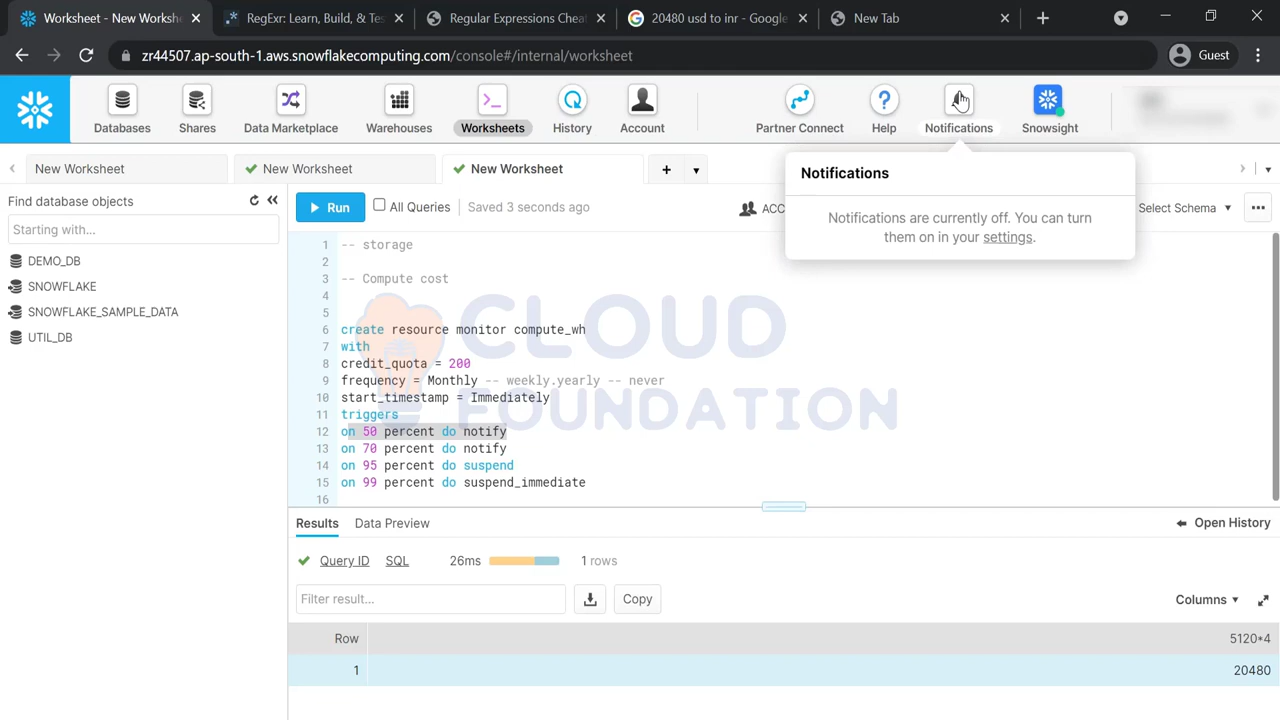 Worksheet - New Worksh
RegExr: Learn, Build, & Tes
Regular Expressions Cheat
20480 usd to inr - Google
New Tab
zr44507.ap-south-1.aws.snowflakecomputing.com/console#/internal/worksheet
Guest
Databases
Shares
Data Marketplace
Warehouses
Worksheets
History
Account
Partner Connect
Help
Notifications
Snowsight
New Worksheet
New Worksheet
New Worksheet
Notifications
Notifications are currently off. You can turn
them on in your settings.
Find database objects
Starting with...
DEMO_DB
SNOWFLAKE
SNOWFLAKE_SAMPLE_DATA
UTIL_DB
Run
All Queries
Saved 3 seconds ago
ACC
Select Schema
1 -- storage
2
3 -- Compute cost
4
5
6 create resource monitor compute_wh
7 with
8 credit_quota = 200
9 frequency = Monthly -- weekly.yearly -- never
10 start_timestamp = Immediately
11 triggers
12 on 50 percent do notify
13 on 70 percent do notify
14 on 95 percent do suspend
15 on 99 percent do suspend_immediate
16
CLOUD
FOUNDATION
Results
Data Preview
Open History
Query ID
SQL
26ms
1 rows
Filter result...
Copy
Columns
Row 5120*4
1 20480